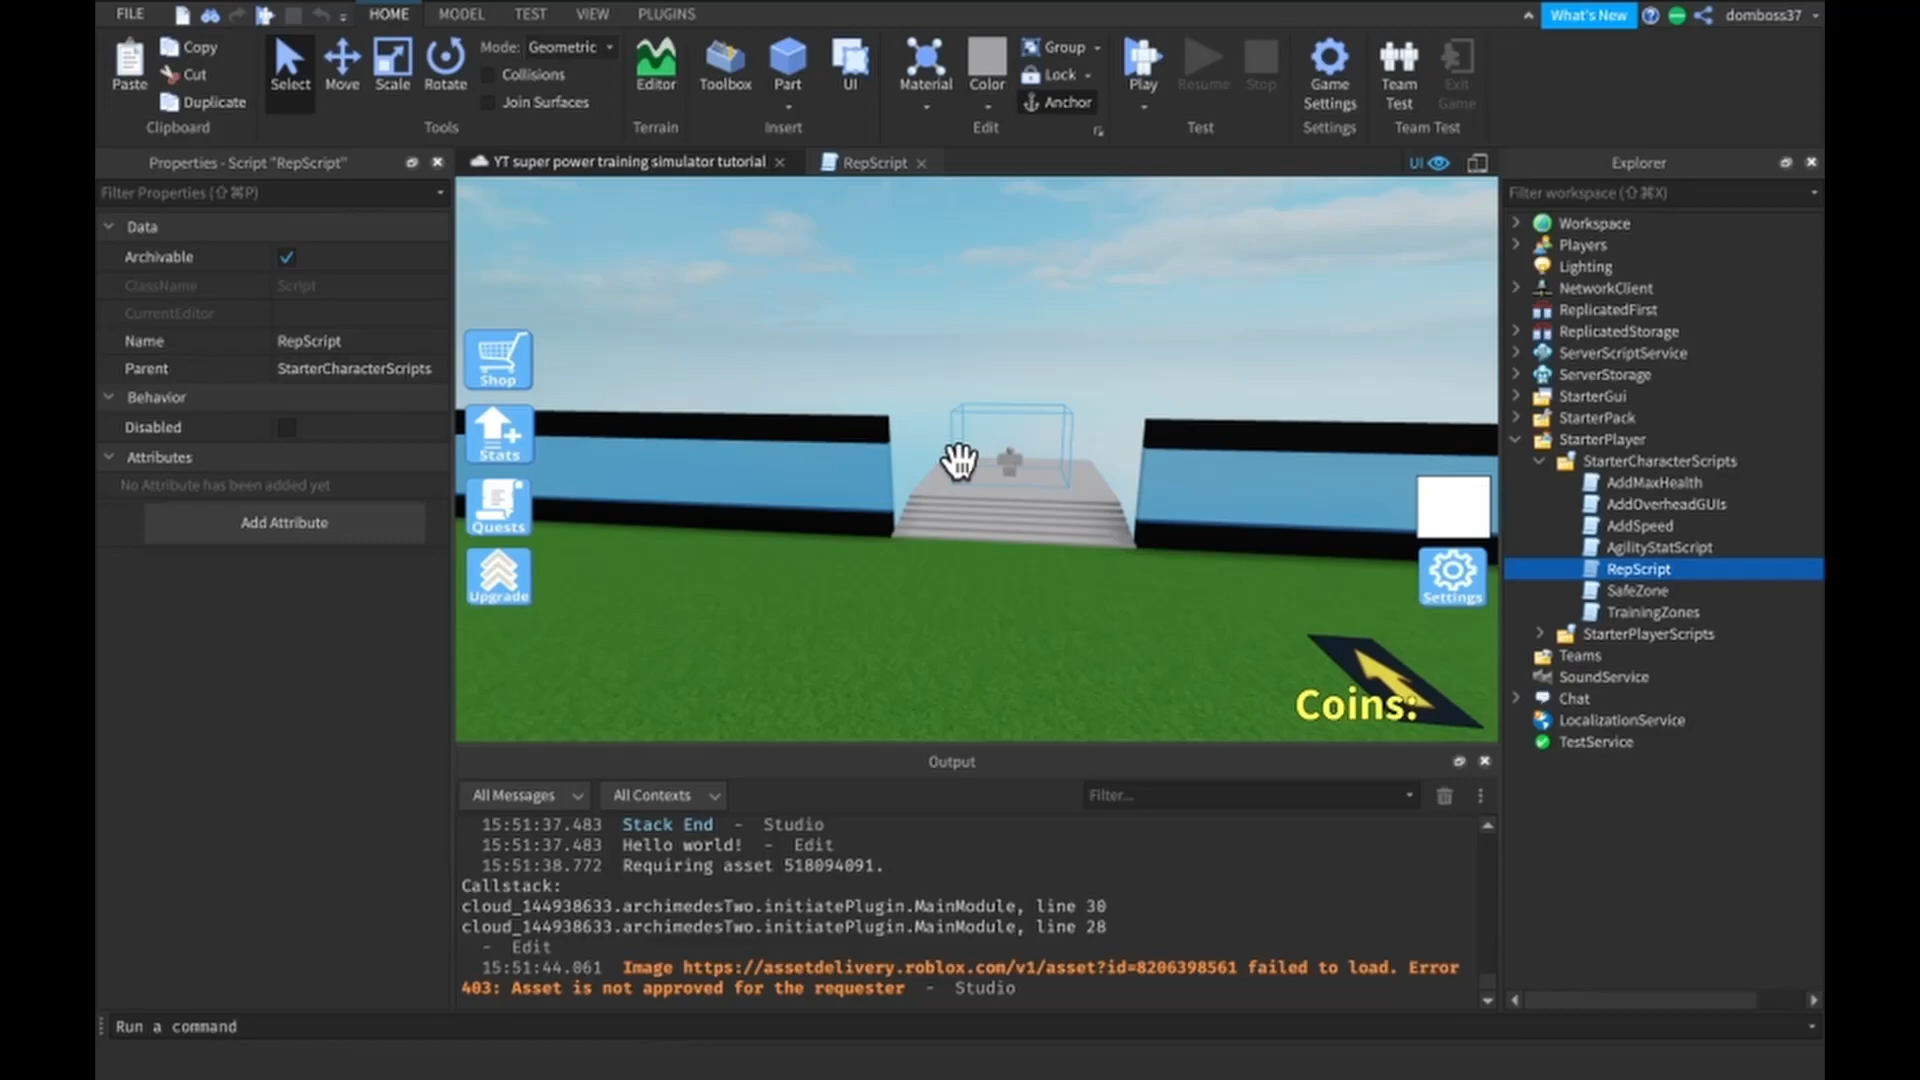 FILE HOME MODEL TEST VIEW PLUGINS What's New domboss37
Paste Copy Cut Duplicate Clipboard
Select Move Scale Rotate Mode: Geometric Collisions Join Surfaces Tools
Editor Terrain
Toolbox Part UI Insert
Material Color Group Lock Anchor Edit
Play Resume Stop Test
Game Settings Settings
Team Test Exit Game Team Test
Properties - Script "RepScript"
Filter Properties (⇧⌘P)
Data
Archivable
ClassName Script
CurrentEditor
Name RepScript
Parent StarterCharacterScripts
Behavior
Disabled
Attributes
No Attribute has been added yet
Add Attribute
YT super power training simulator tutorial RepScript UI
Shop
Stats
Quests
Upgrade
Settings
Coins:
Output
All Messages All Contexts Filter...
15:51:37.483 Stack End - Studio
15:51:37.483 Hello world! - Edit
15:51:38.772 Requiring asset 518094091.
Callstack:
cloud_144938633.archimedesTwo.initiatePlugin.MainModule, line 30
cloud_144938633.archimedesTwo.initiatePlugin.MainModule, line 28
- Edit
15:51:44.061 Image https://assetdelivery.roblox.com/v1/asset?id=8206398561 failed to load. Error
403: Asset is not approved for the requester - Studio
Run a command
Explorer
Filter workspace (⇧⌘X)
Workspace
Players
Lighting
NetworkClient
ReplicatedFirst
ReplicatedStorage
ServerScriptService
ServerStorage
StarterGui
StarterPack
StarterPlayer
StarterCharacterScripts
AddMaxHealth
AddOverheadGUIs
AddSpeed
AgilityStatScript
RepScript
SafeZone
TrainingZones
StarterPlayerScripts
Teams
SoundService
Chat
LocalizationService
TestService